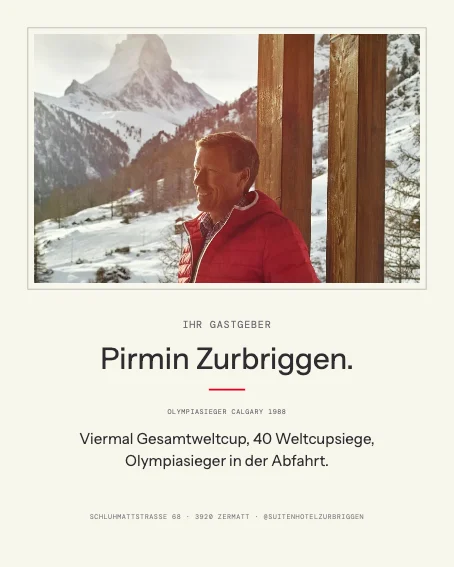 IHR GASTGEBER
Pirmin Zurbriggen.
OLYMPIASIEGER CALGARY 1988
Viermal Gesamtweltcup, 40 Weltcupsiege,
Olympiasieger in der Abfahrt.
SCHLUHMATTSTRASSE 68 · 3920 ZERMATT · @SUITENHOTELZURBRIGGEN